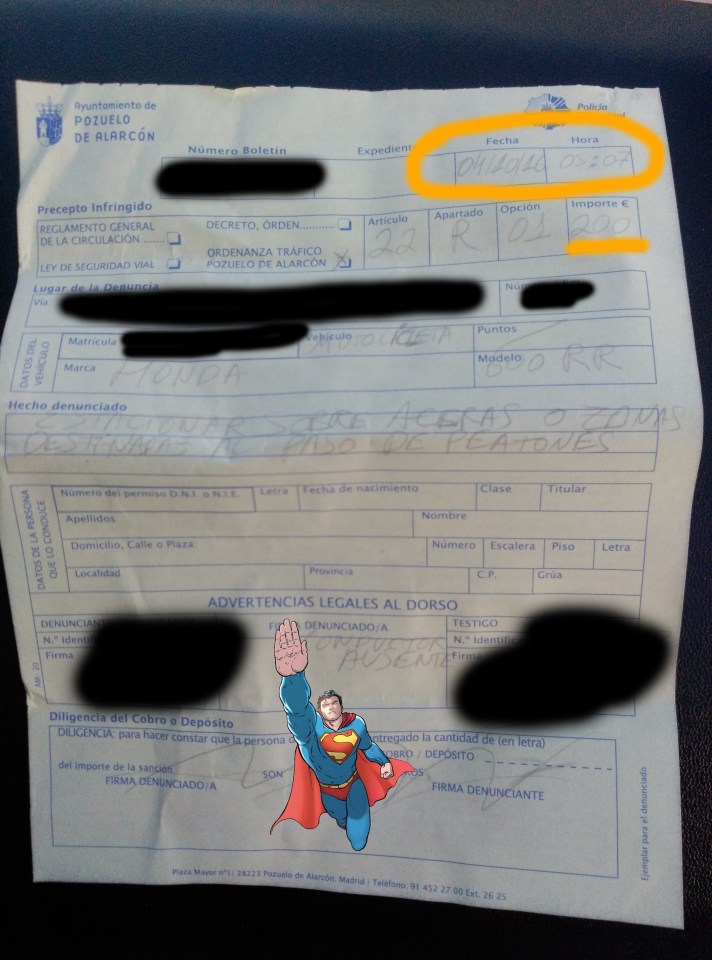 Ayuntamiento de
POZUELO
DE ALARCÓN
Policía
Número Boletín
Expedient
Fecha
Hora
04/10/16
05:07
Precepto Infringido
REGLAMENTO GENERAL
DE LA CIRCULACIÓN
DECRETO, ÓRDEN
LEY DE SEGURIDAD VIAL
ORDENANZA TRÁFICO
POZUELO DE ALARCÓN X
Artículo
22
Apartado
R
Opción
01
Importe €
200
Lugar de la Denuncia
Vía
Nú
DATOS DEL
VEHÍCULO
Matrícula
Vehículo
MOTOCICLETA
Puntos
Marca
HONDA
Modelo
600 RR
Hecho denunciado
ESTACIONAR SOBRE ACERAS O ZONAS
DESTINADAS AL PASO DE PEATONES
DATOS DE LA PERSONA
QUE LO CONDUCE
Número del permiso D.N.I. o N.I.E.
Letra
Fecha de nacimiento
Clase
Titular
Apellidos
Nombre
Domicilio, Calle o Plaza
Número
Escalera
Piso
Letra
Localidad
Provincia
C.P.
Grúa
ADVERTENCIAS LEGALES AL DORSO
DENUNCIANT
N.º Identifi
Firma
DENUNCIADO/A
CONDUCTOR
AUSENTE
TESTIGO
N.º Identific
Firma
Diligencia del Cobro o Depósito
DILIGENCIA: para hacer constar que la persona d
entregado la cantidad de (en letra)
OBRO / DEPÓSITO
del importe de la sanción
SON
OS
FIRMA DENUNCIADO/A
FIRMA DENUNCIANTE
Ejemplar para el denunciado
Plaza Mayor nº1 | 28223 Pozuelo de Alarcón. Madrid | Teléfono: 91 452 27 00 Ext. 26 25